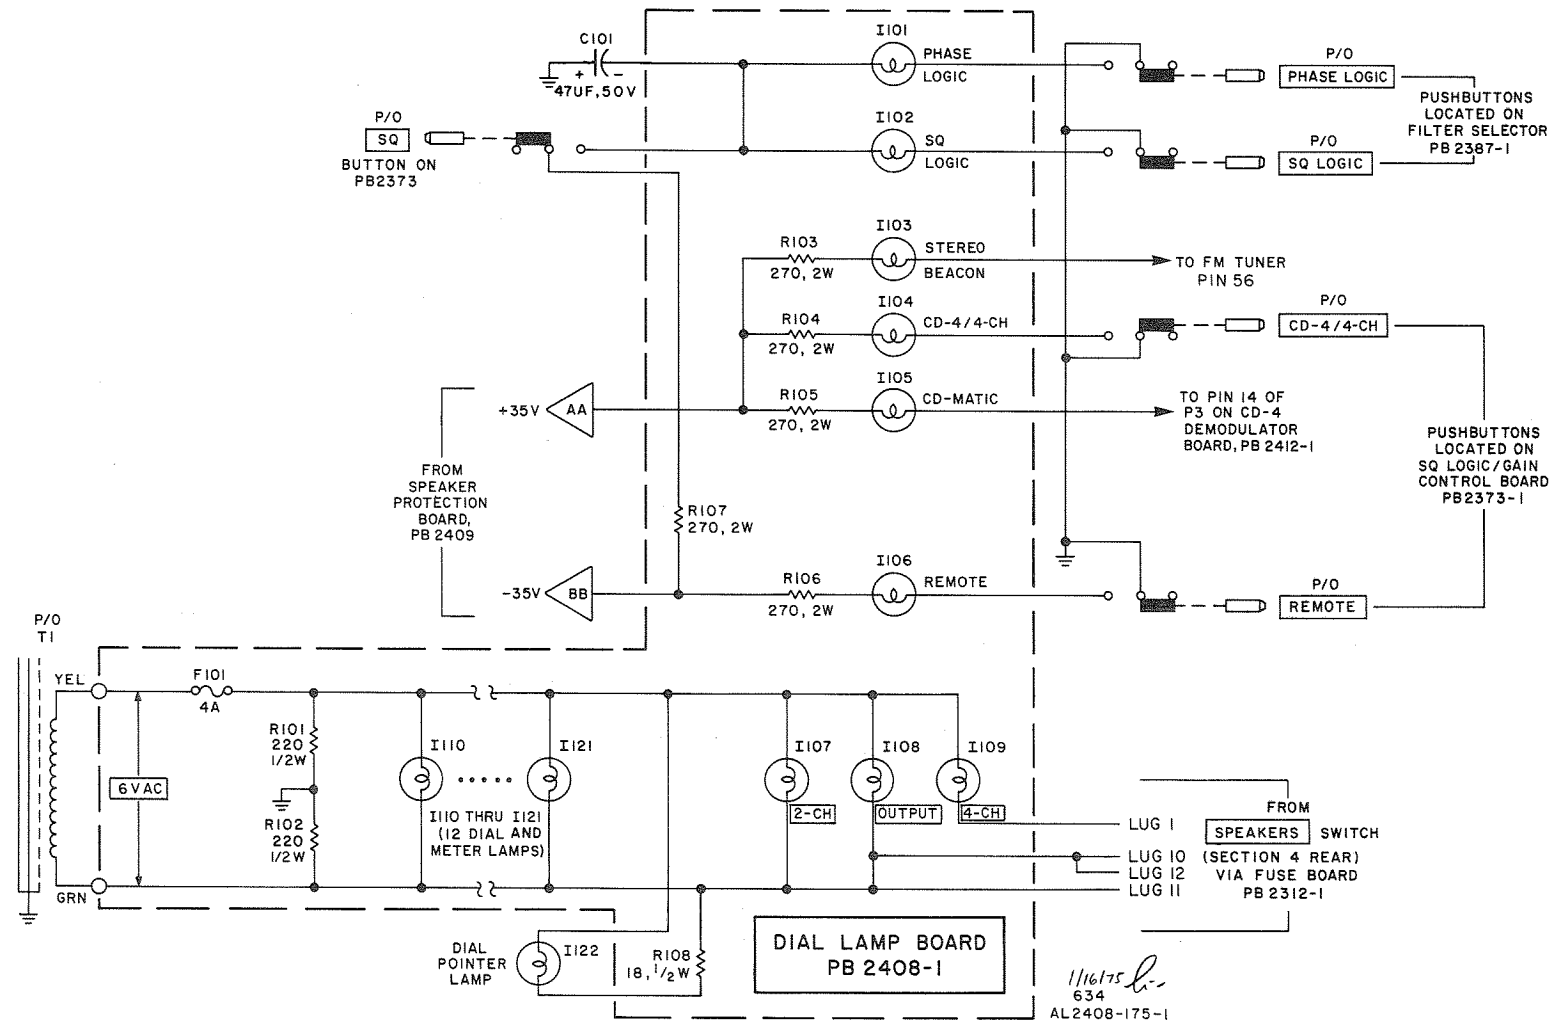 I101
C101
PHASE
LOGIC
+ -
47UF, 50V
P/O
PHASE LOGIC
PUSHBUTTONS
LOCATED ON
FILTER SELECTOR
PB 2387-1
P/O
SQ
BUTTON ON
PB2373
I102
SQ
LOGIC
P/O
SQ LOGIC
I103
R103
270, 2W
STEREO
BEACON
TO FM TUNER
PIN 56
I104
R104
270, 2W
CD-4/4-CH
P/O
CD-4/4-CH
I105
R105
270, 2W
CD-MATIC
TO PIN 14 OF
P3 ON CD-4
DEMODULATOR
BOARD, PB 2412-1
+35V
AA
FROM
SPEAKER
PROTECTION
BOARD,
PB 2409
PUSHBUTTONS
LOCATED ON
SQ LOGIC/GAIN
CONTROL BOARD
PB2373-1
R107
270, 2W
-35V
BB
I106
R106
270, 2W
REMOTE
P/O
REMOTE
P/O
T1
YEL
F101
4A
R101
220
1/2W
6VAC
R102
220
1/2W
GRN
I110
I121
I110 THRU I121
(12 DIAL AND
METER LAMPS)
I107
2-CH
I108
OUTPUT
I109
4-CH
LUG 1
LUG 10
LUG 12
LUG 11
FROM
SPEAKERS SWITCH
(SECTION 4 REAR)
VIA FUSE BOARD
PB 2312-1
DIAL
POINTER
LAMP
I122
R108
18, 1/2W
DIAL LAMP BOARD
PB 2408-1
1/16/75
634
AL2408-175-1